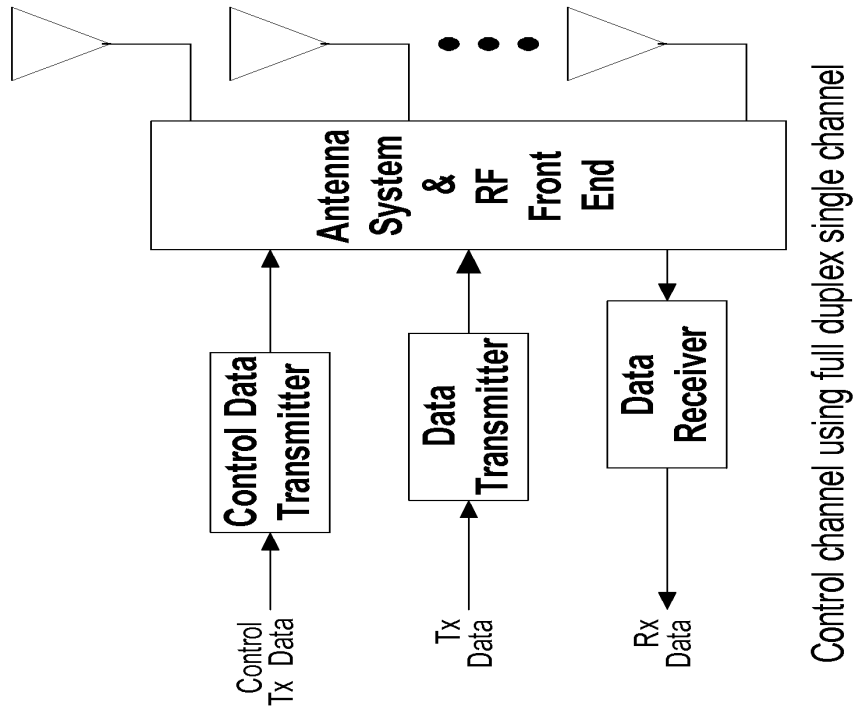 Control
Tx Data
Control Data
Transmitter
Tx
Data
Data
Transmitter
Rx
Data
Data
Receiver
Antenna
System
&
RF
Front
End
Control channel using full duplex single channel